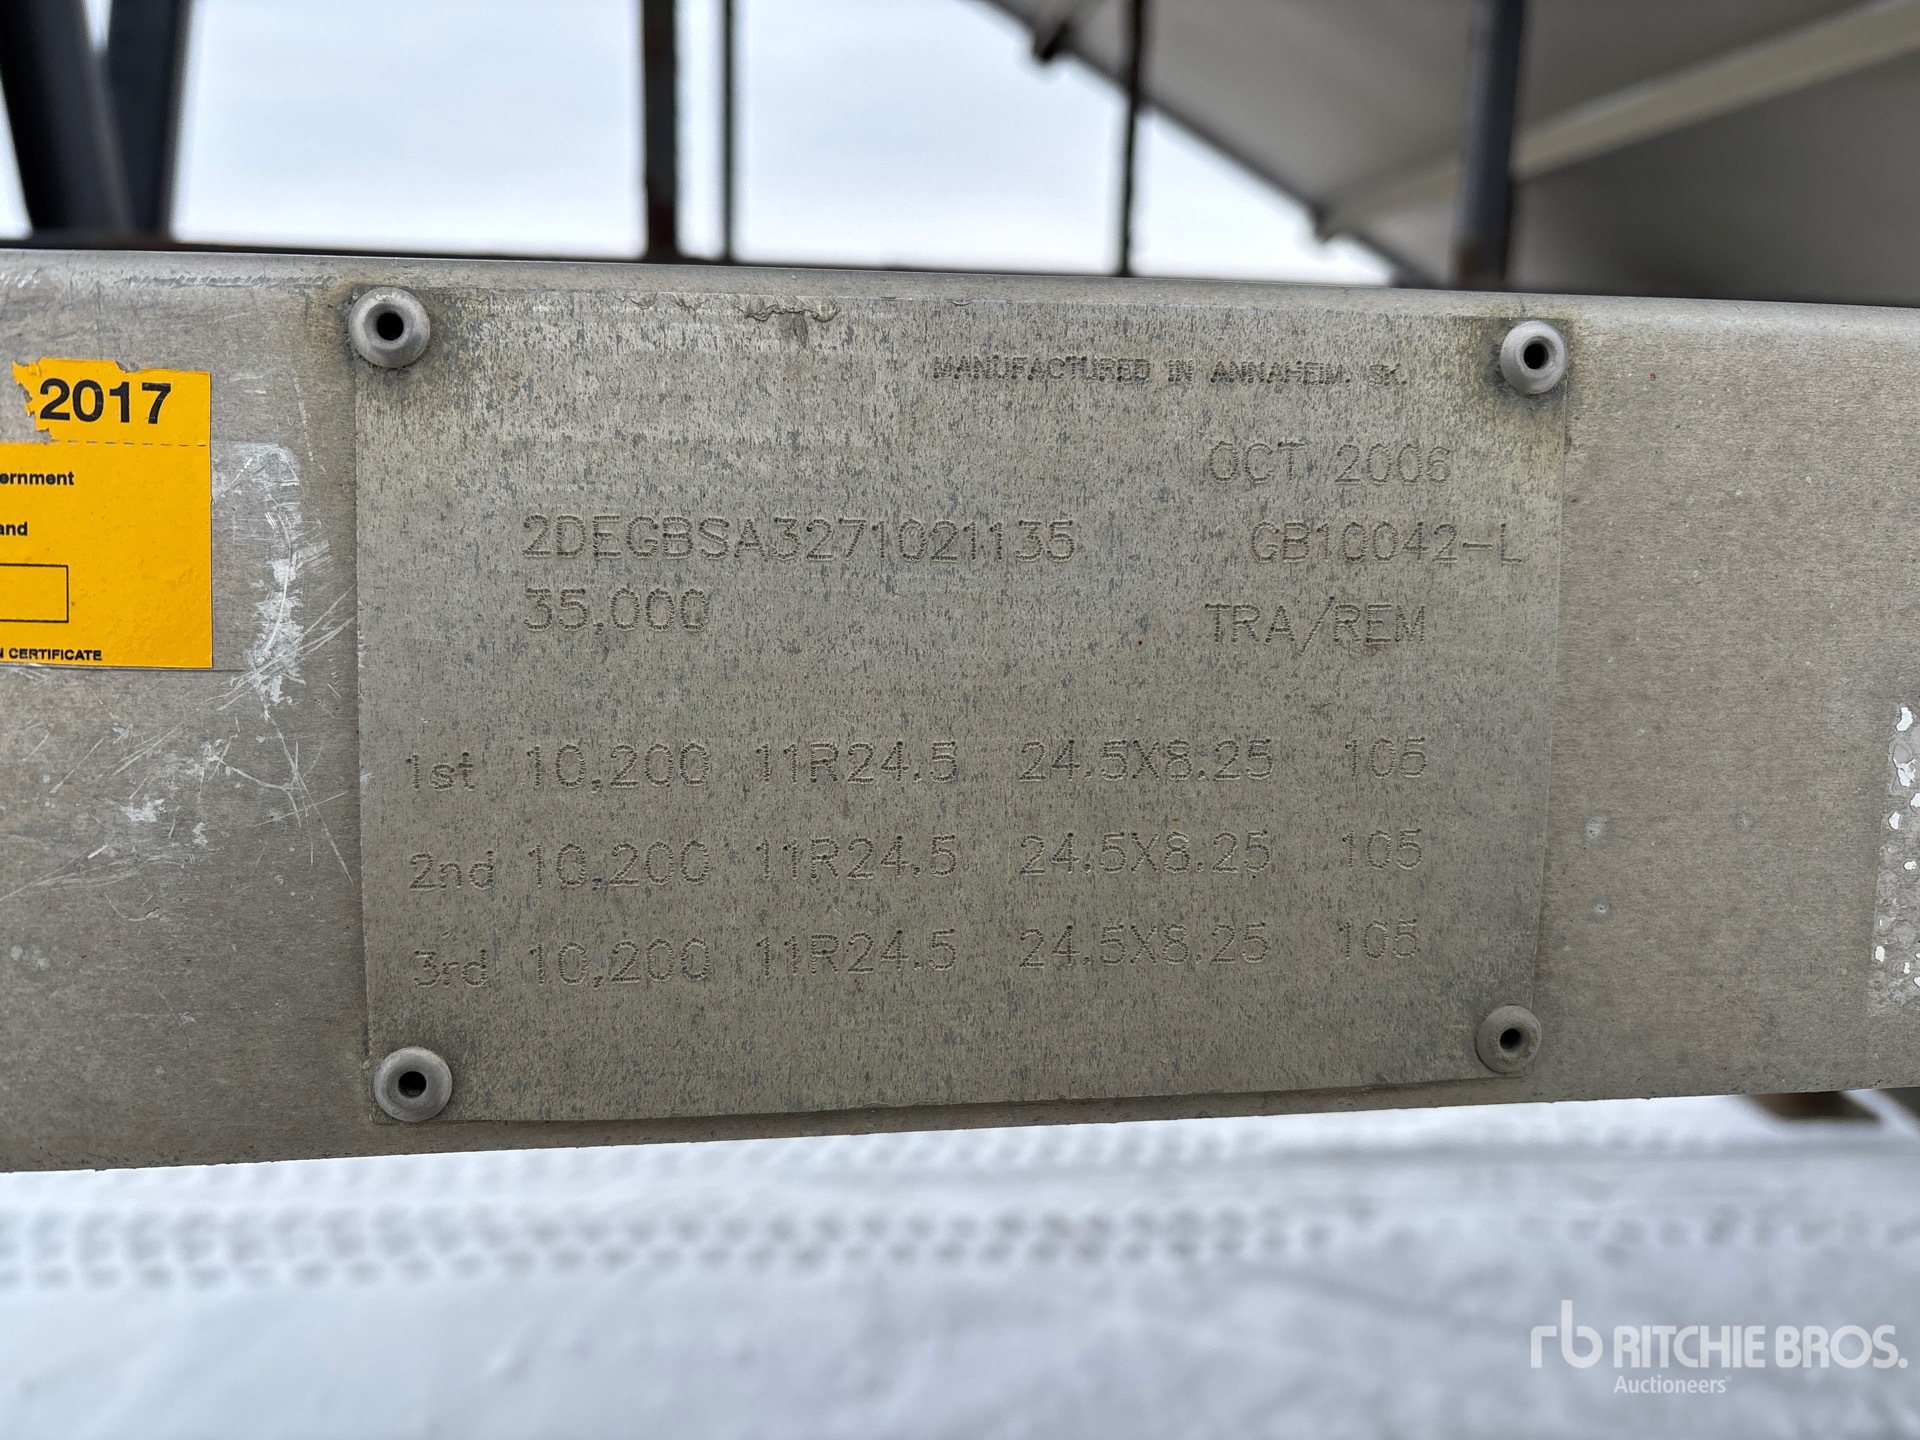 2017
ernment
and
N CERTIFICATE
MANUFACTURED IN ANNAHEIM, SK.
OCT 2006
2DEGBSA3271021135 GB10042-L
35,000 TRA/REM
1st 10,200 11R24.5 24.5X8.25 105
2nd 10,200 11R24.5 24.5X8.25 105
3rd 10,200 11R24.5 24.5X8.25 105
rb RITCHIE BROS.
Auctioneers